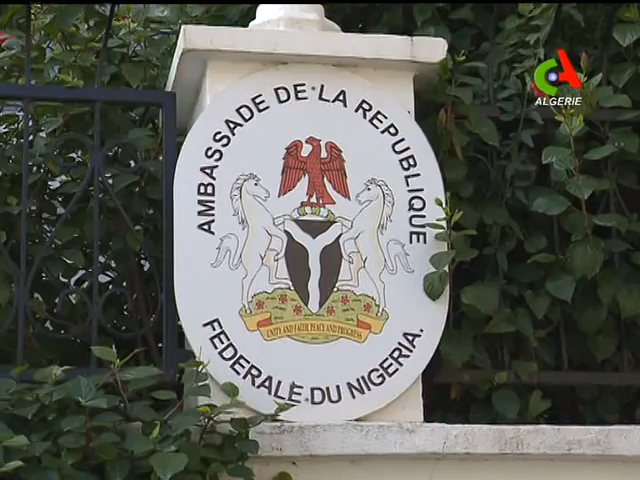 ALGERIE
AMBASSADE DE LA REPUBLIQUE
UNITY AND FAITH, PEACE AND PROGRESS
FEDERALE DU NIGERIA.